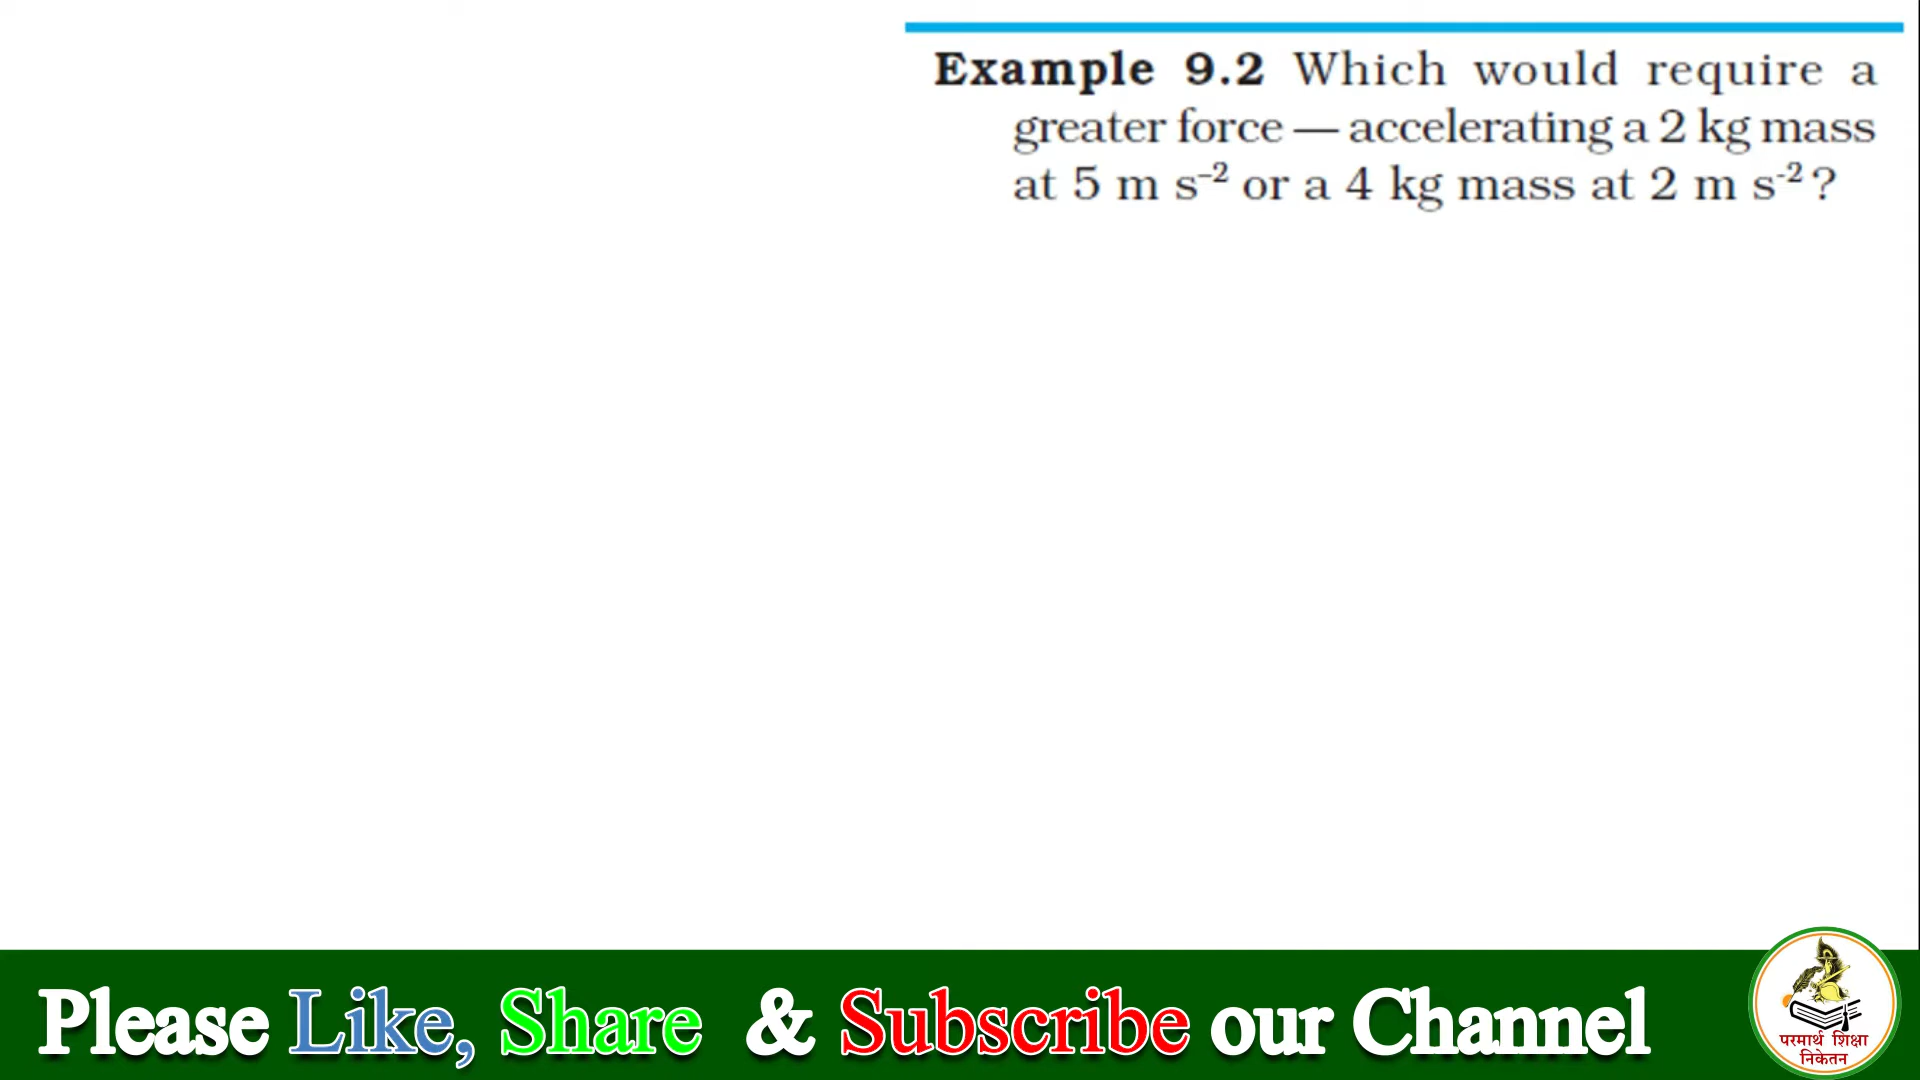 Example 9.2 Which would require a
greater force — accelerating a 2 kg mass
at 5 m s⁻² or a 4 kg mass at 2 m s⁻² ?
Please Like, Share & Subscribe our Channel
परमार्थ शिक्षा
निकेतन